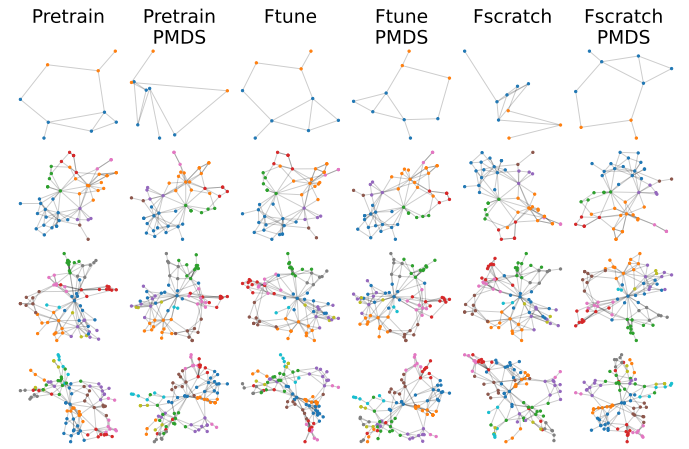 Pretrain
Pretrain PMDS
Ftune
Ftune PMDS
Fscratch
Fscratch PMDS